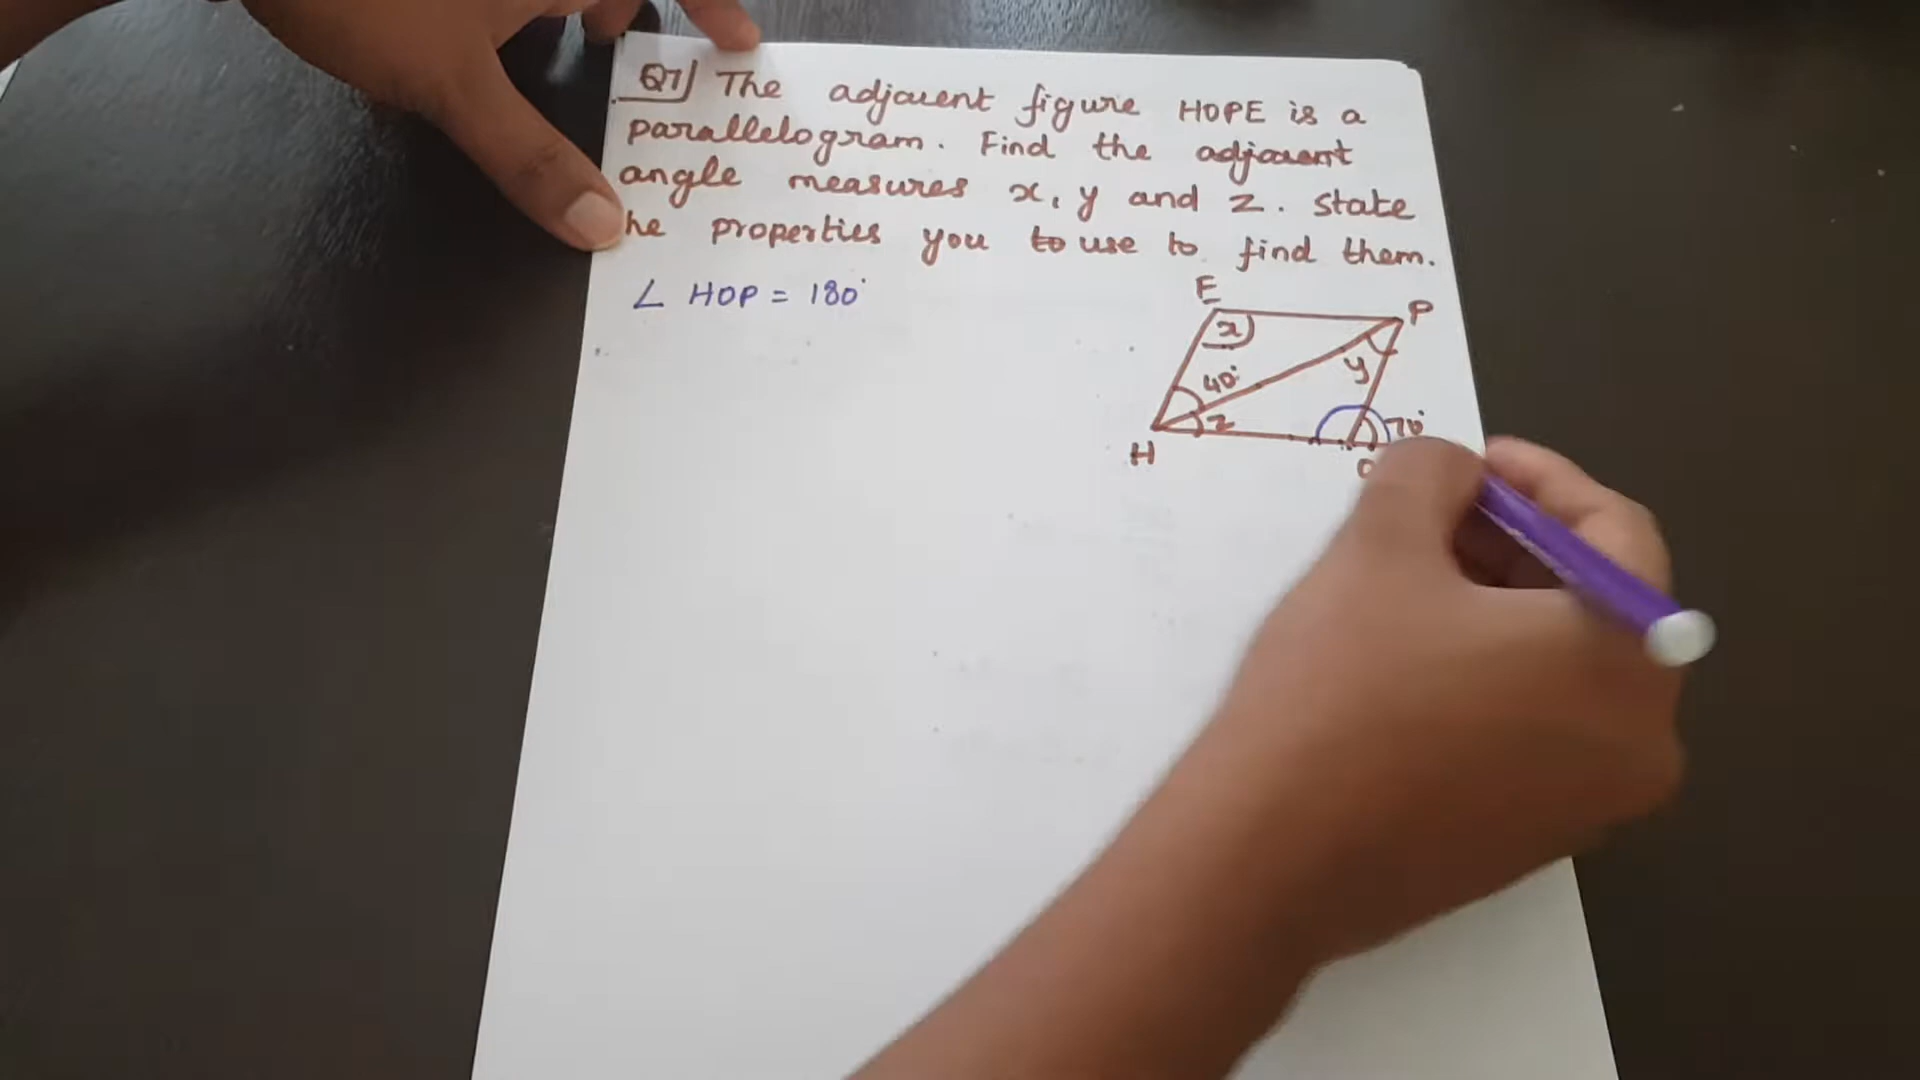 Q7) The adjacent figure HOPE is a
parallelogram. Find the adjacent
angle measures x, y and z. state
he properties you to use to find them.
∠ HOP = 180°
E
P
x
40°
y
z
70°
H
O